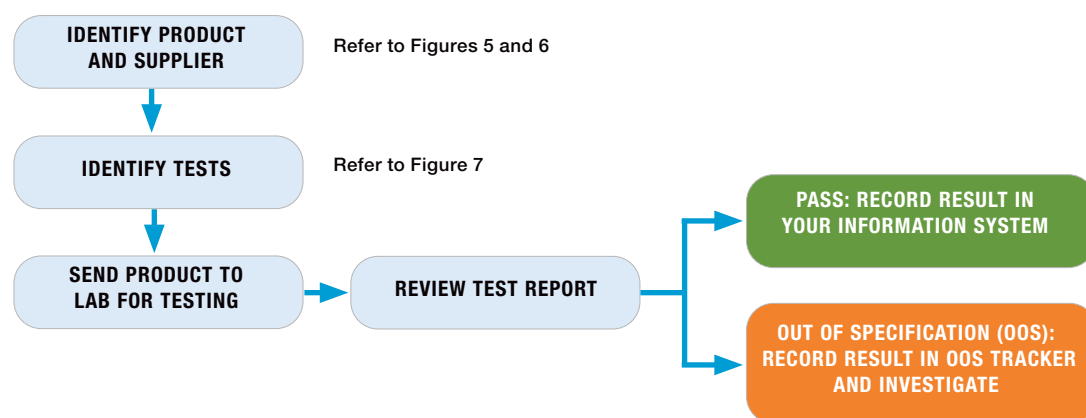 IDENTIFY PRODUCT
AND SUPPLIER
Refer to Figures 5 and 6
IDENTIFY TESTS
Refer to Figure 7
SEND PRODUCT TO
LAB FOR TESTING
REVIEW TEST REPORT
PASS: RECORD RESULT IN
YOUR INFORMATION SYSTEM
OUT OF SPECIFICATION (OOS):
RECORD RESULT IN OOS TRACKER
AND INVESTIGATE